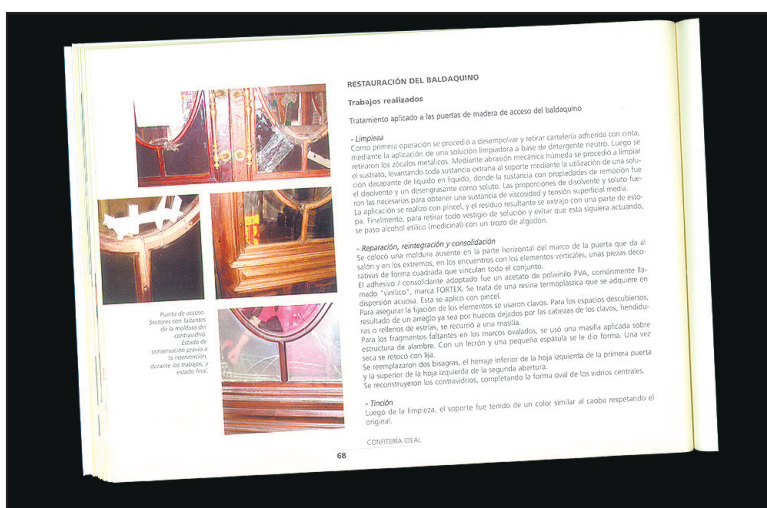 RESTAURACIÓN DEL BALDAQUINO
Trabajos realizados
Tratamiento aplicado a las puertas de madera de acceso del baldaquino
- Limpieza
Como primera operación se procedió a desempolvar y retirar cartelería adherida con cinta,
mediante la aplicación de una solución limpiadora a base de detergente neutro. Luego se
retiraron los zócalos metálicos. Mediante abrasión mecánica húmeda se procedió a limpiar
el sustrato, levantando toda sustancia extraña al soporte mediante la utilización de una solu-
ción decapante de líquido en líquido, donde la sustancia con propiedades de remoción fue
el disolvente y un desengrasante como soluto. Las proporciones de disolvente y soluto fue-
ron las necesarias para obtener una sustancia de viscosidad y tensión superficial media.
La aplicación se realizo con pincel, y el residuo resultante se extrajo con una parte de esto-
pa. Finalmente, para retirar todo vestigio de solución y evitar que esta siguiera actuando,
se paso alcohol etílico (medicinal) con un trozo de algodón.
- Reparación, reintegración y consolidación
Se colocó una moldura ausente en la parte horizontal del marco de la puerta que da al
salón y en los extremos, en los encuentros con los elementos verticales, unas piezas deco-
rativas de forma cuadrada que vinculan todo el conjunto.
El adhesivo / consolidante adoptado fue un acetato de polivinilo PVA, comúnmente lla-
mado "vinílico", marca FORTEX. Se trata de una resina termoplástica que se adquiere en
dispersión acuosa. Esta se aplico con pincel.
Para asegurar la fijación de los elementos se usaron clavos. Para los espacios descubiertos,
resultado de un arreglo ya sea por huecos dejados por las cabezas de los clavos, hendidu-
ras o rellenos de estrías, se recurrió a una masilla.
Para los fragmentos faltantes en los marcos ovalados, se usó una masilla aplicada sobre
estructura de alambre. Con un lecrón y una pequeña espátula se le dio forma. Una vez
seca se retocó con lija.
Se reemplazaron dos bisagras, el herraje inferior de la hoja izquierda de la primera puerta
y la superior de la hoja izquierda de la segunda abertura.
Se reconstruyeron los contravidrios, completando la forma oval de los vidrios centrales.
- Tinción
Luego de la limpieza, el soporte fue tenido de un color similar al caoba respetando el
original.
Puerta de acceso.
Sectores con faltantes
de la moldura del
contravidrio.
Estado de
conservación previo a
la intervención,
durante los trabajos, y
estado final.
CONFITERÍA IDEAL
68